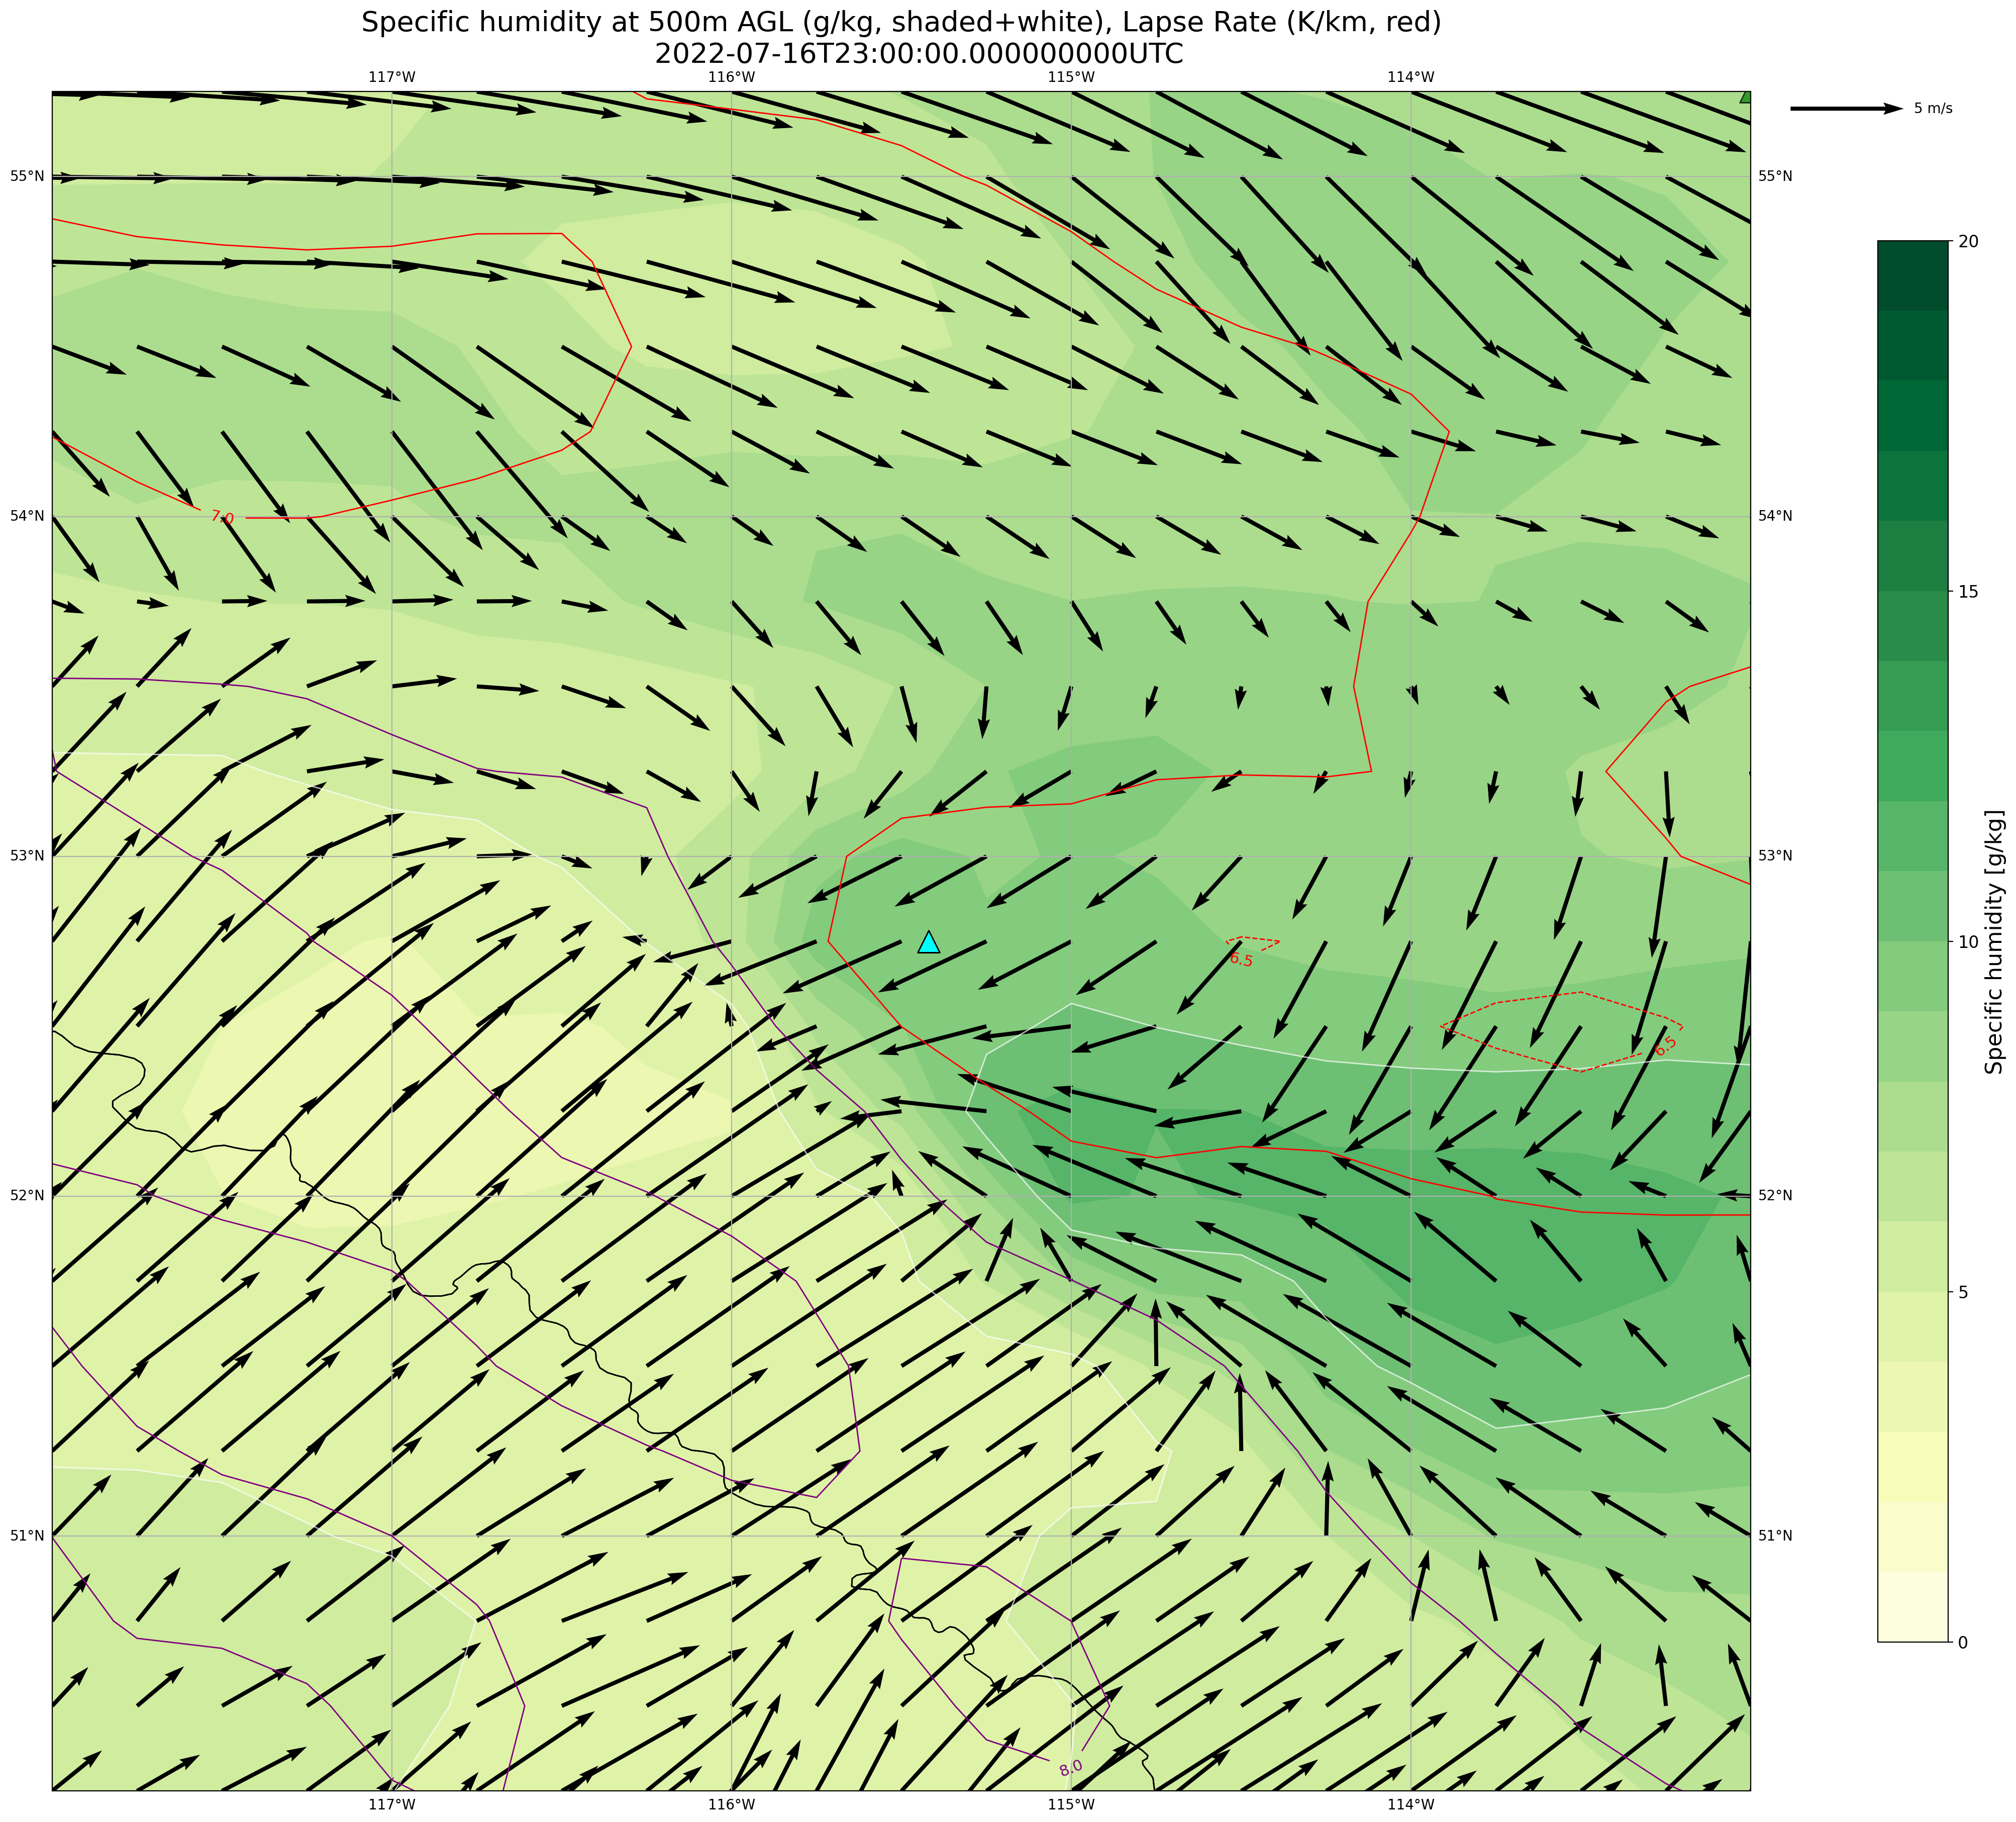 Specific humidity at 500m AGL (g/kg, shaded+white), Lapse Rate (K/km, red)
2022-07-16T23:00:00.000000000UTC
117°W 116°W 115°W 114°W
5 m/s
55°N 55°N
54°N 54°N
53°N 53°N
52°N 52°N
51°N 51°N
7.0
6.5
6.5
8.0
117°W 116°W 115°W 114°W
20
15
10
5
0
Specific humidity [g/kg]